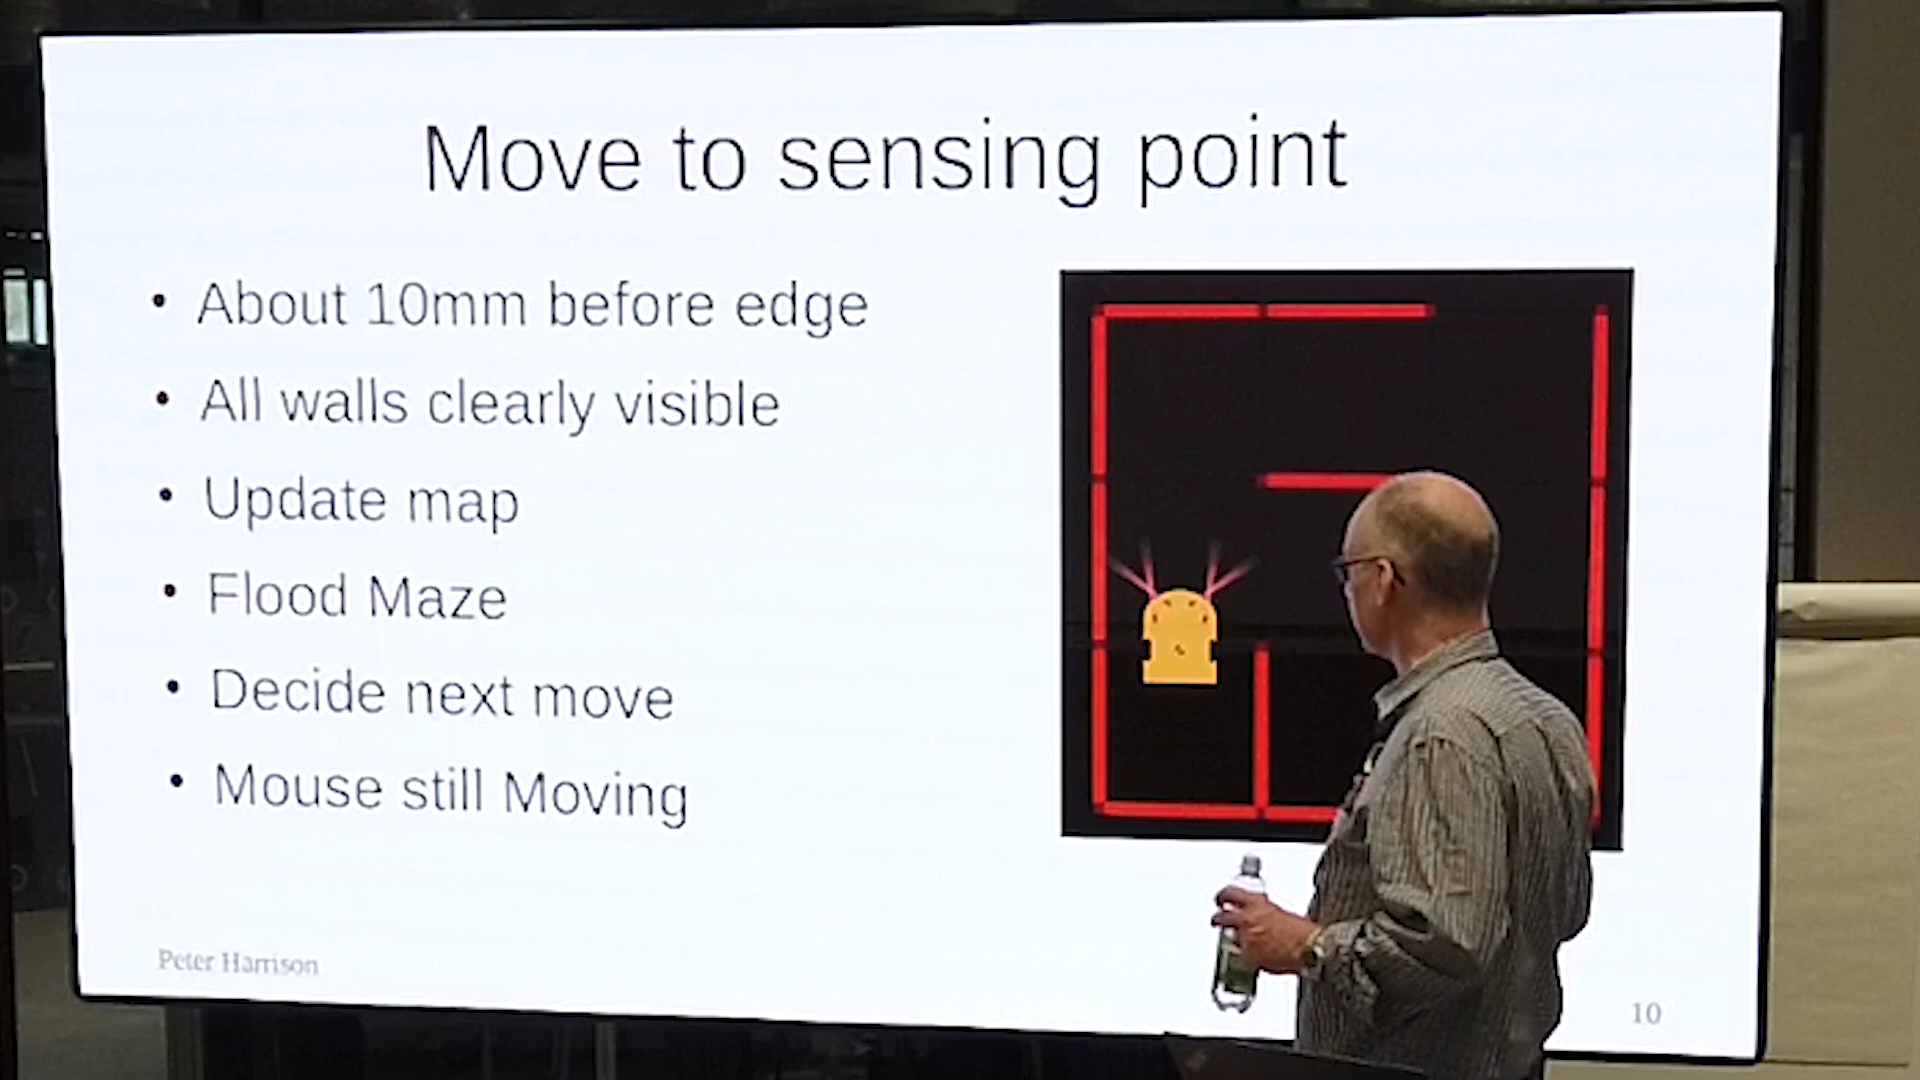 Move to sensing point
• About 10mm before edge
• All walls clearly visible
• Update map
• Flood Maze
• Decide next move
• Mouse still Moving
Peter Harrison
10